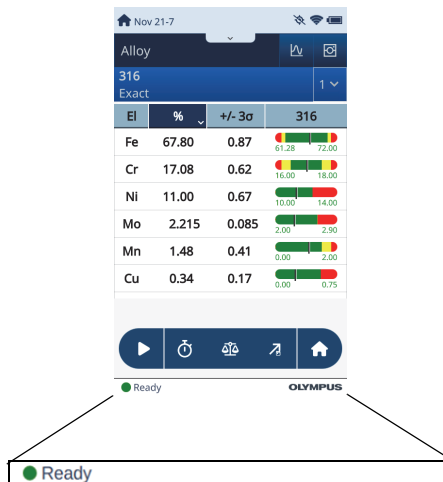 Nov 21-7
Alloy
316
Exact
1
El % +/- 3σ 316
Fe 67.80 0.87
61.28 72.00
Cr 17.08 0.62
16.00 18.00
Ni 11.00 0.67
10.00 14.00
Mo 2.215 0.085
2.00 2.90
Mn 1.48 0.41
0.00 2.00
Cu 0.34 0.17
0.00 0.75
Ready OLYMPUS
Ready